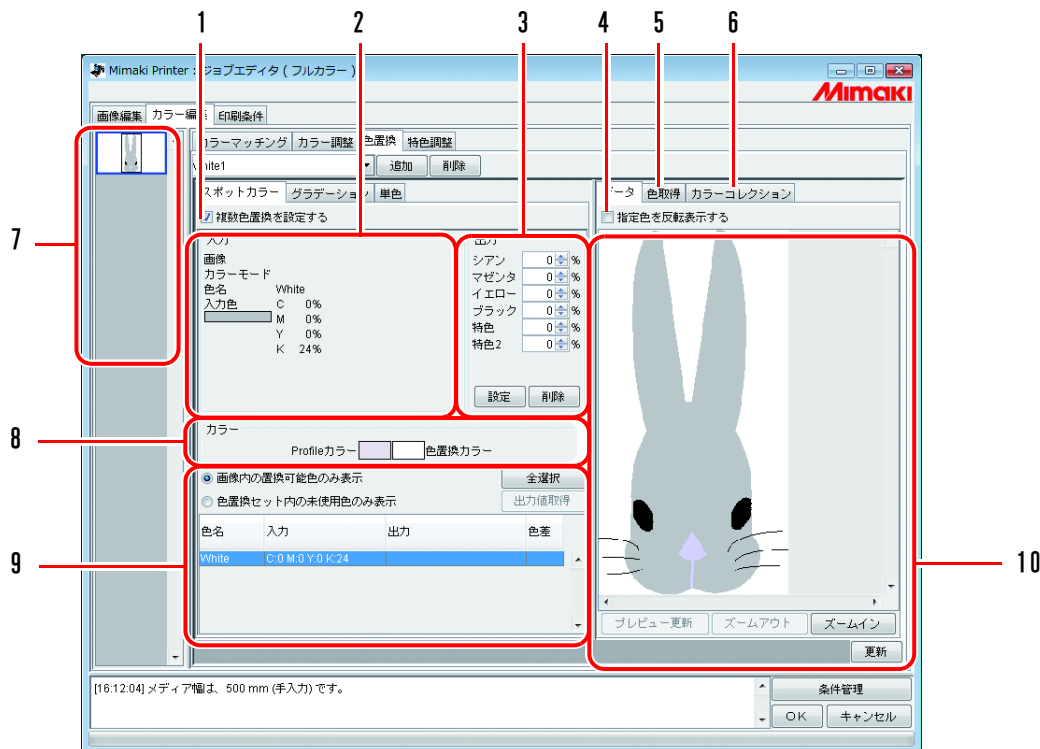 1 2 3 4 5 6
Mimaki Printer : ジョブエディタ ( フルカラー )
Mimaki
画像編集 カラー編集 印刷条件
カラーマッチング カラー調整 色置換 特色調整
white1 追加 削除
スポットカラー グラデーション 単色
データ 色取得 カラーコレクション
複数色置換を設定する
指定色を反転表示する
7
入力
画像
カラーモード
色名 White
入力色 C 0%
M 0%
Y 0%
K 24%
出力
シアン 0 %
マゼンタ 0 %
イエロー 0 %
ブラック 0 %
特色 0 %
特色2 0 %
設定 削除
8
カラー
Profileカラー 色置換カラー
画像内の置換可能色のみ表示 全選択
色置換セット内の未使用色のみ表示 出力値取得
色名 入力 出力 色差
9
White C:0 M:0 Y:0 K:24
10
プレビュー更新 ズームアウト ズームイン
更新
[16:12:04] メディア幅は、500 mm (手入力) です。
条件管理
OK キャンセル